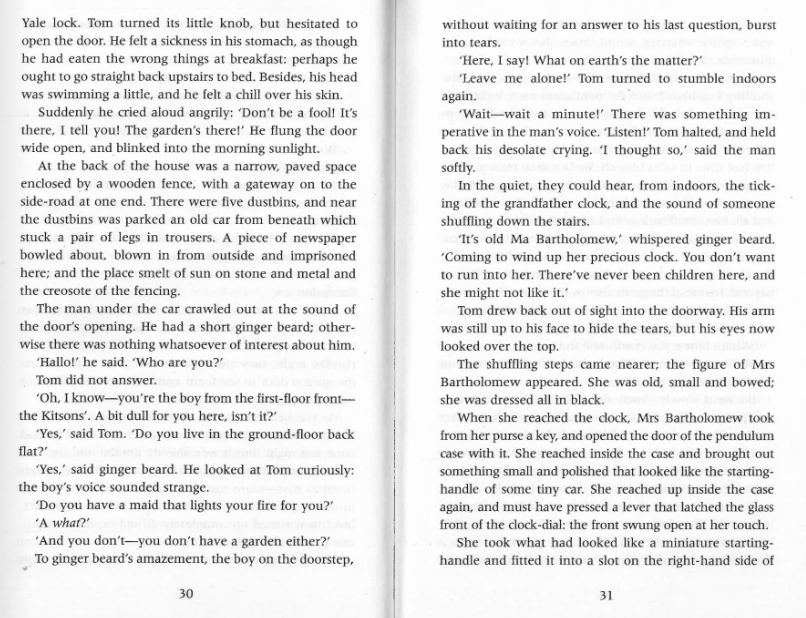 Yale lock. Tom turned its little knob, but hesitated to
open the door. He felt a sickness in his stomach, as though
he had eaten the wrong things at breakfast: perhaps he
ought to go straight back upstairs to bed. Besides, his head
was swimming a little, and he felt a chill over his skin.
Suddenly he cried aloud angrily: ‘Don’t be a fool! It’s
there, I tell you! The garden’s there!’ He flung the door
wide open, and blinked into the morning sunlight.
At the back of the house was a narrow, paved space
enclosed by a wooden fence, with a gateway on to the
side-road at one end. There were five dustbins, and near
the dustbins was parked an old car from beneath which
stuck a pair of legs in trousers. A piece of newspaper
bowled about, blown in from outside and imprisoned
here; and the place smelt of sun on stone and metal and
the creosote of the fencing.
The man under the car crawled out at the sound of
the door’s opening. He had a short ginger beard; other-
wise there was nothing whatsoever of interest about him.
‘Hallo!’ he said. ‘Who are you?’
Tom did not answer.
‘Oh, I know—you’re the boy from the first-floor front—
the Kitsons’. A bit dull for you here, isn’t it?’
‘Yes,’ said Tom. ‘Do you live in the ground-floor back
flat?’
‘Yes,’ said ginger beard. He looked at Tom curiously:
the boy’s voice sounded strange.
‘Do you have a maid that lights your fire for you?’
‘A what?’
‘And you don’t—you don’t have a garden either?’
To ginger beard’s amazement, the boy on the doorstep,
30
without waiting for an answer to his last question, burst
into tears.
‘Here, I say! What on earth’s the matter?’
‘Leave me alone!’ Tom turned to stumble indoors
again.
‘Wait—wait a minute!’ There was something im-
perative in the man’s voice. ‘Listen!’ Tom halted, and held
back his desolate crying. ‘I thought so,’ said the man
softly.
In the quiet, they could hear, from indoors, the tick-
ing of the grandfather clock, and the sound of someone
shuffling down the stairs.
‘It’s old Ma Bartholomew,’ whispered ginger beard.
‘Coming to wind up her precious clock. You don’t want
to run into her. There’ve never been children here, and
she might not like it.’
Tom drew back out of sight into the doorway. His arm
was still up to his face to hide the tears, but his eyes now
looked over the top.
The shuffling steps came nearer; the figure of Mrs
Bartholomew appeared. She was old, small and bowed;
she was dressed all in black.
When she reached the clock, Mrs Bartholomew took
from her purse a key, and opened the door of the pendulum
case with it. She reached inside the case and brought out
something small and polished that looked like the starting-
handle of some tiny car. She reached up inside the case
again, and must have pressed a lever that latched the glass
front of the clock-dial: the front swung open at her touch.
She took what had looked like a miniature starting-
handle and fitted it into a slot on the right-hand side of
31